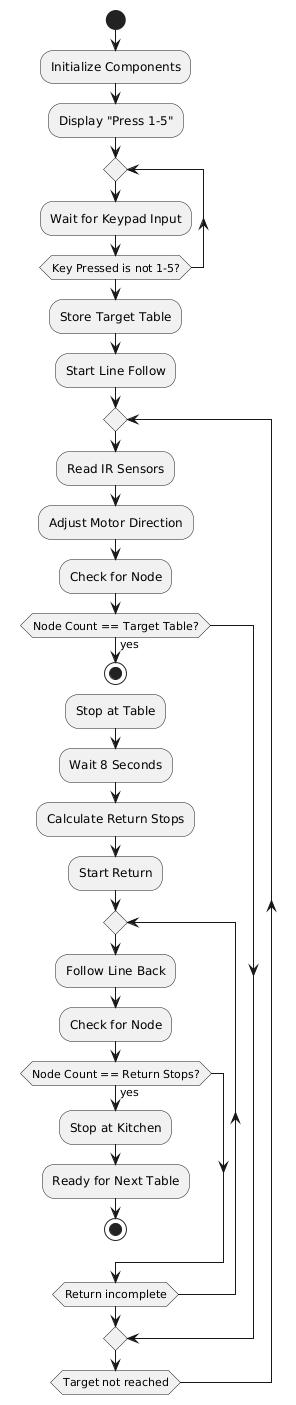 Initialize Components
Display "Press 1-5"
Wait for Keypad Input
Key Pressed is not 1-5?
Store Target Table
Start Line Follow
Read IR Sensors
Adjust Motor Direction
Check for Node
Node Count == Target Table?
yes
Stop at Table
Wait 8 Seconds
Calculate Return Stops
Start Return
Follow Line Back
Check for Node
Node Count == Return Stops?
yes
Stop at Kitchen
Ready for Next Table
Return incomplete
Target not reached